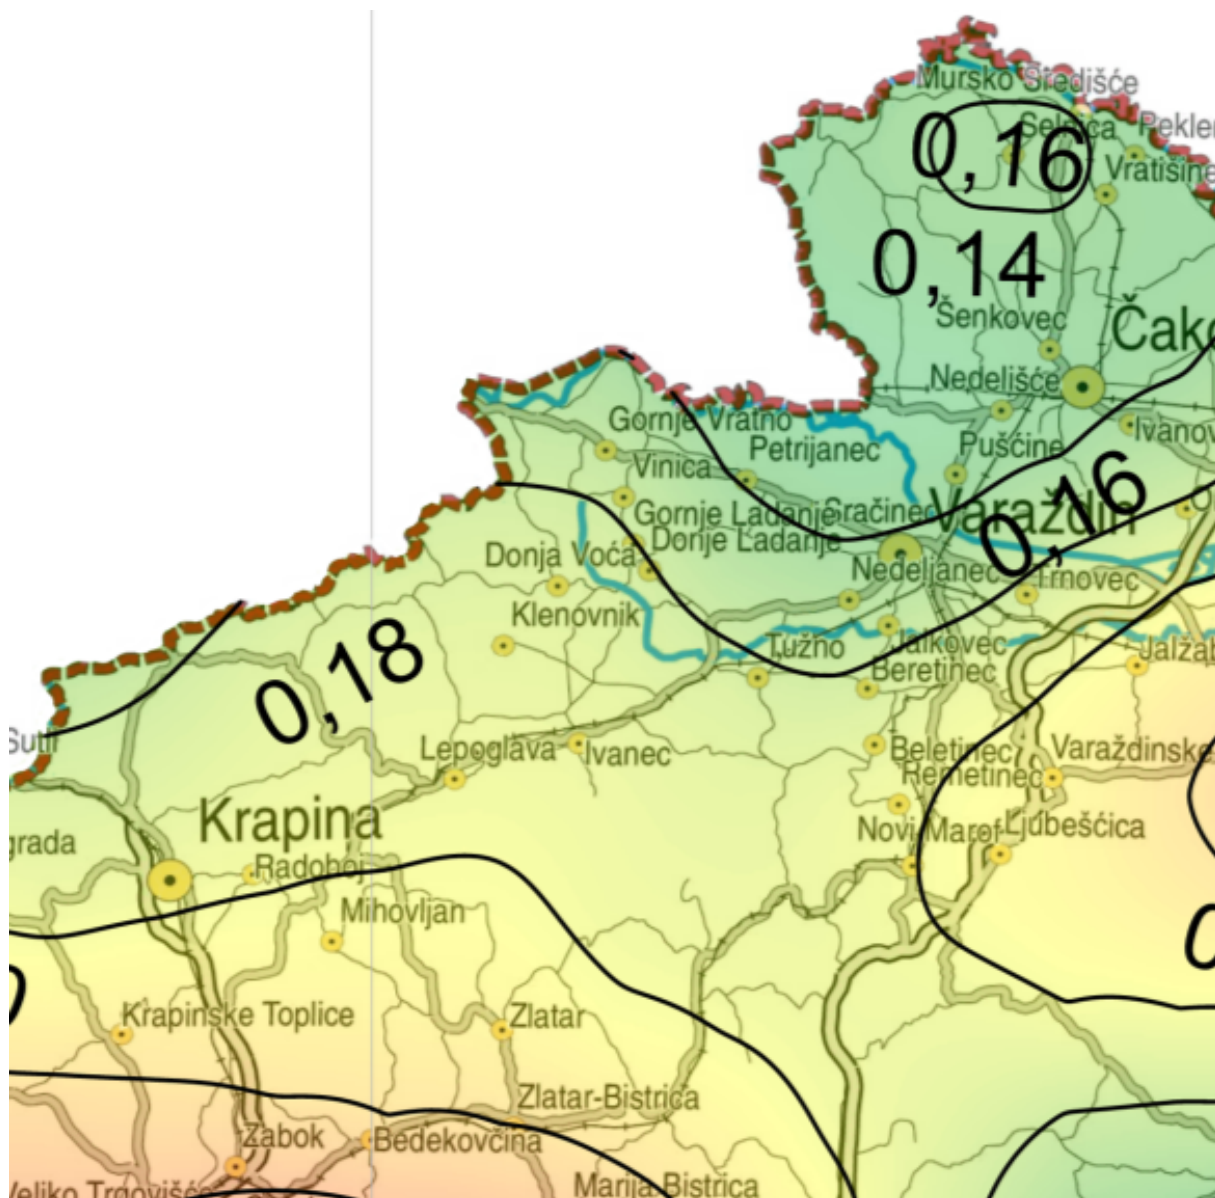 Mursko Središće
Selnica
0,16
Vratišine
0,14
Šenkovec
Nedelišće
Gornje Vratno
Petrijanec
Pušćine
Vinica
Gornje Ladanje
Sračinec
Varaždin
0,16
Donje Ladanje
Donja Voća
Nedeljanec
Trnovec
Klenovnik
Tužno
Jalkovec
Beretinec
0,18
Lepoglava
Ivanec
Beletinec
Remetinec
Varaždinske
Krapina
Novi Marof
Ljubešćica
grada
Radoboj
Mihovljan
Krapinske Toplice
Zlatar
Zlatar-Bistrica
Zabok
Bedekovčina
Marija Bistrica